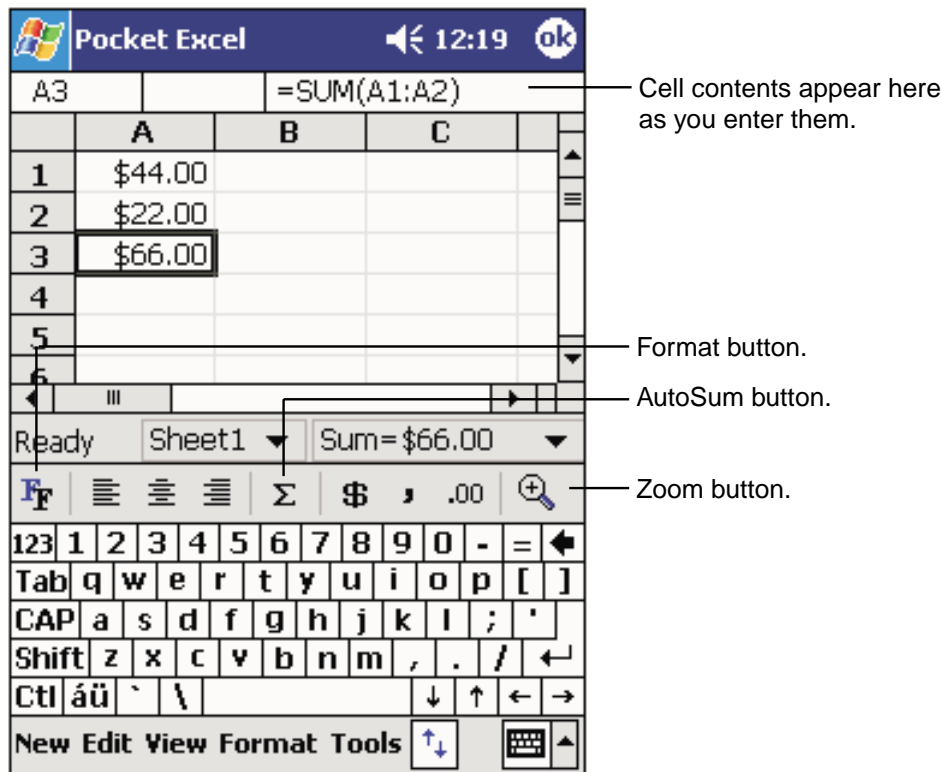 Pocket Excel 12:19 ok
A3 =SUM(A1:A2)
Cell contents appear here
as you enter them.
A B C
1 $44.00
2 $22.00
3 $66.00
4
5
6
Format button.
AutoSum button.
Ready Sheet1 Sum=$66.00
FF Σ $ , .00
Zoom button.
123 1 2 3 4 5 6 7 8 9 0 - =
Tab q w e r t y u i o p [ ]
CAP a s d f g h j k l ; '
Shift z x c v b n m , . /
Ctl áü ` \ ↓ ↑ ← →
New Edit View Format Tools